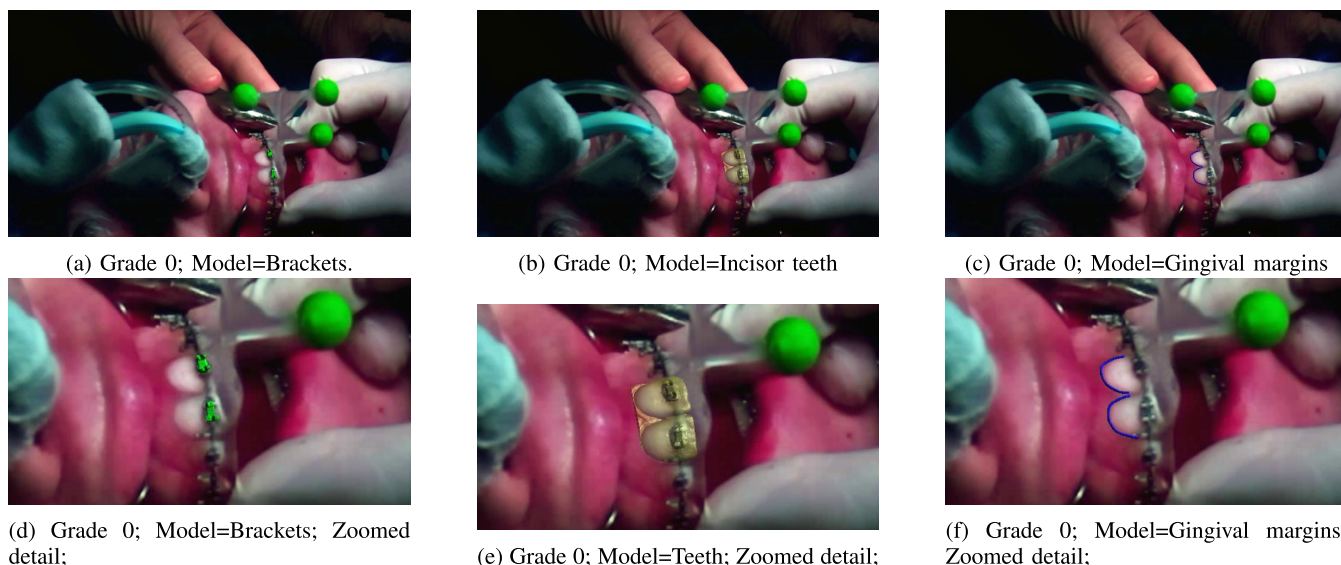 (a) Grade 0; Model=Brackets.
(b) Grade 0; Model=Incisor teeth
(c) Grade 0; Model=Gingival margins
(d) Grade 0; Model=Brackets; Zoomed
detail;
(e) Grade 0; Model=Teeth; Zoomed detail;
(f) Grade 0; Model=Gingival margins
Zoomed detail;